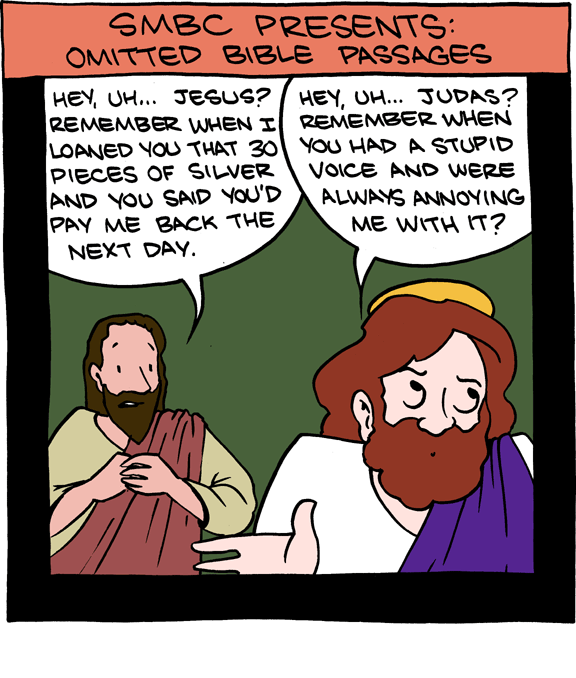 SMBC PRESENTS:
OMITTED BIBLE PASSAGES
HEY, UH... JESUS?
REMEMBER WHEN I
LOANED YOU THAT 30
PIECES OF SILVER
AND YOU SAID YOU'D
PAY ME BACK THE
NEXT DAY.
HEY, UH... JUDAS?
REMEMBER WHEN
YOU HAD A STUPID
VOICE AND WERE
ALWAYS ANNOYING
ME WITH IT?